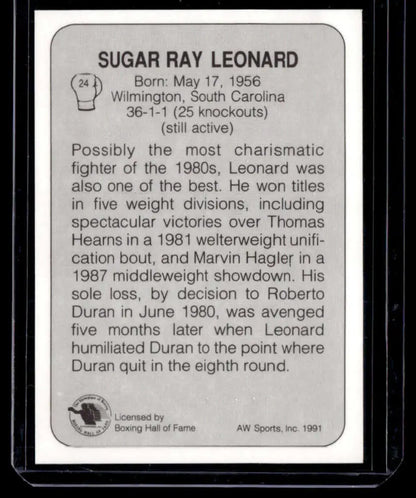 SUGAR RAY LEONARD
24
Born: May 17, 1956
Wilmington, South Carolina
36-1-1 (25 knockouts)
(still active)
Possibly the most charismatic
fighter of the 1980s, Leonard was
also one of the best. He won titles
in five weight divisions, including
spectacular victories over Thomas
Hearns in a 1981 welterweight unifi-
cation bout, and Marvin Hagler in a
1987 middleweight showdown. His
sole loss, by decision to Roberto
Duran in June 1980, was avenged
five months later when Leonard
humiliated Duran to the point where
Duran quit in the eighth round.
Licensed by
Boxing Hall of Fame
AW Sports, Inc. 1991